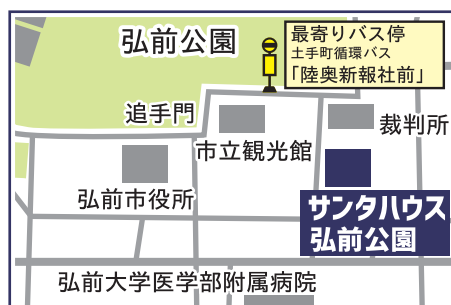 弘前公園
最寄りバス停
土手町循環バス
「陸奥新報社前」
追手門
裁判所
市立観光館
弘前市役所
サンタハウス
弘前公園
弘前大学医学部附属病院